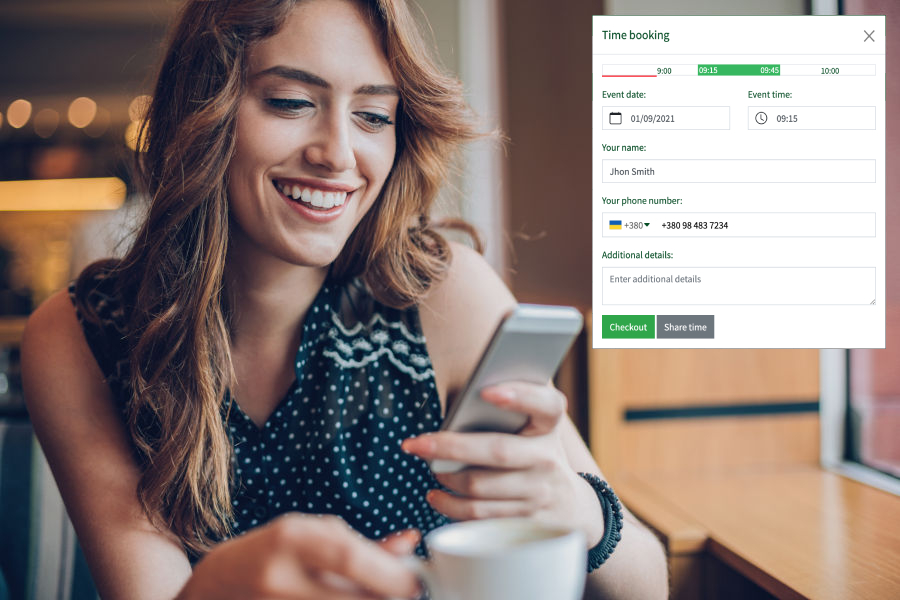 Time booking
9:00 09:15 09:45 10:00
Event date: Event time:
01/09/2021 09:15
Your name:
Jhon Smith
Your phone number:
+380 +380 98 483 7234
Additional details:
Enter additional details
Checkout Share time